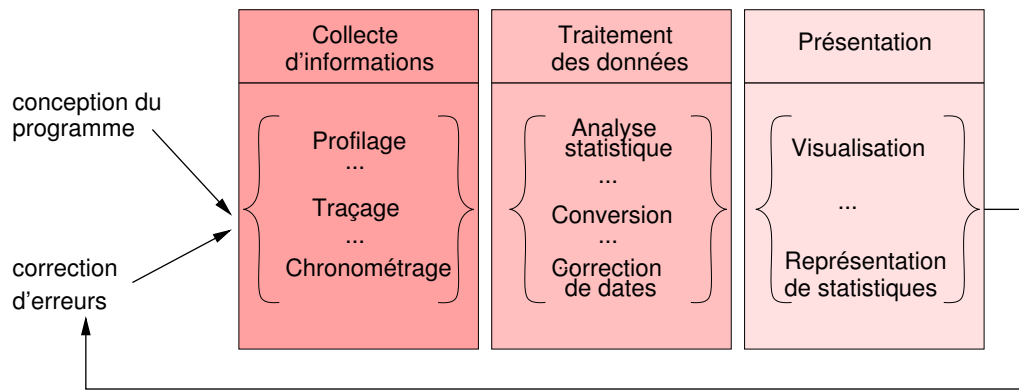 conception du
programme
correction
d'erreurs
Collecte
d'informations
Profilage
...
Traçage
...
Chronométrage
Traitement
des données
Analyse
statistique
...
Conversion
...
Correction
de dates
Présentation
Visualisation
...
Représentation
de statistiques